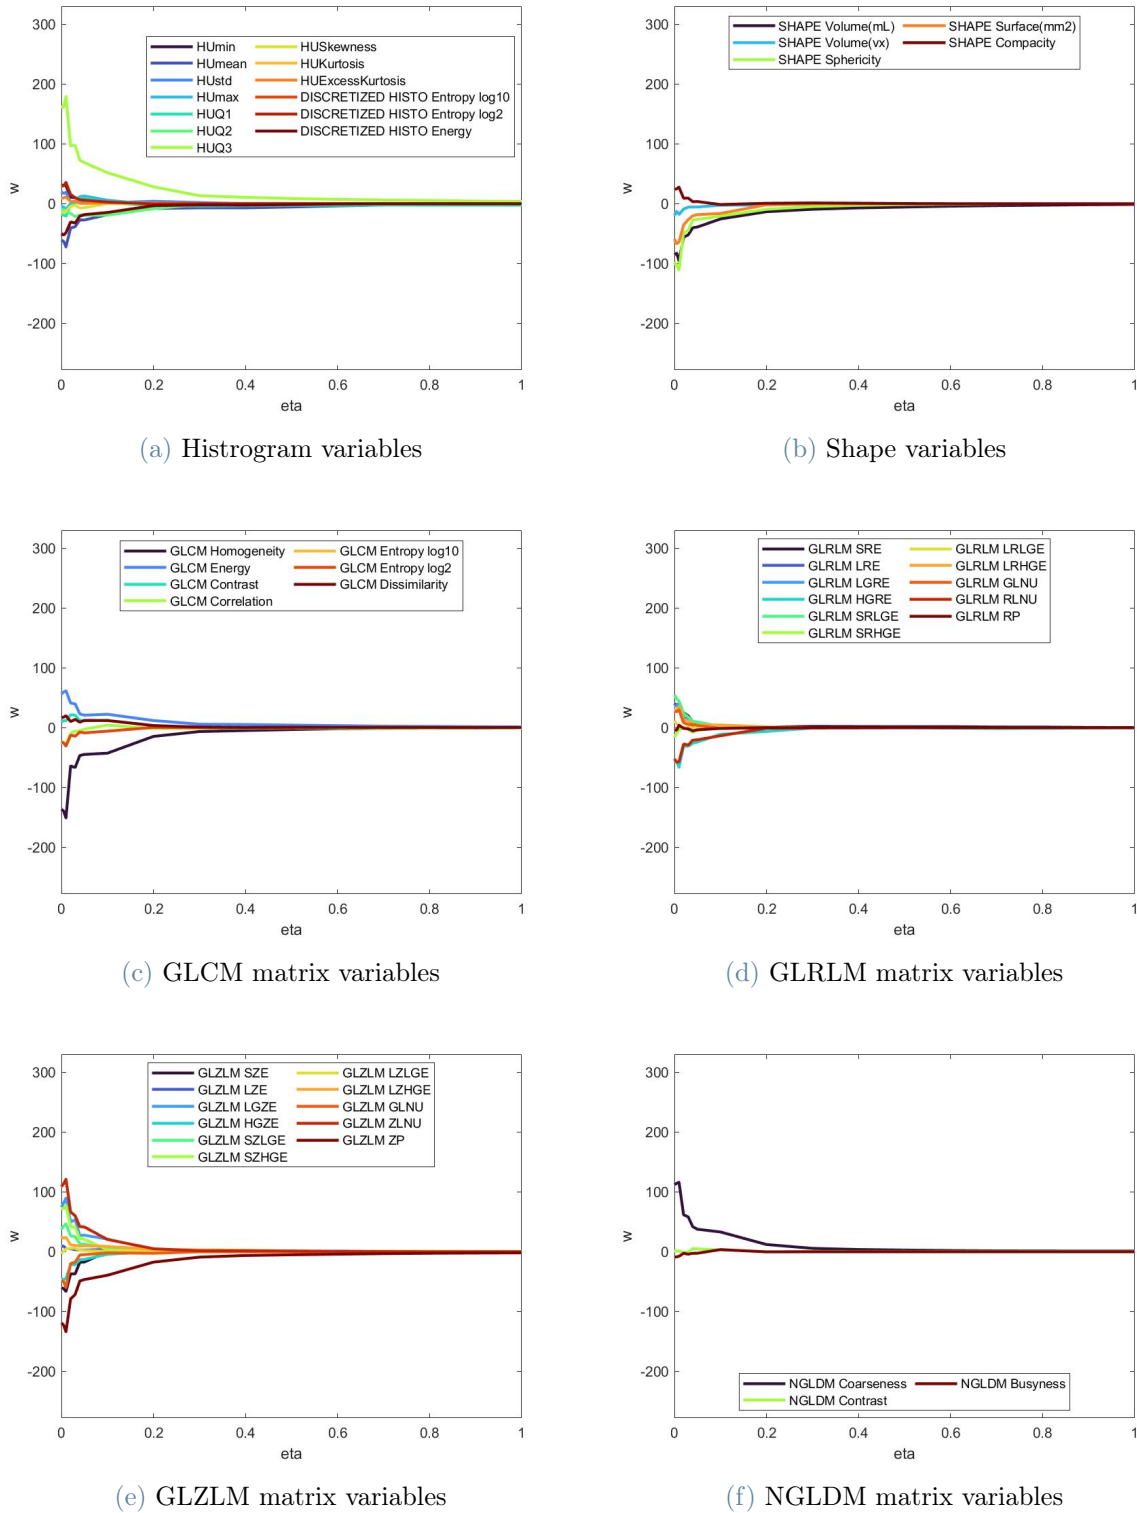 300
200
100
0
-100
-200
w
HUmin
HUmean
HUstd
HUmax
HUQ1
HUQ2
HUQ3
HUSkewness
HUKurtosis
HUExcessKurtosis
DISCRETIZED HISTO Entropy log10
DISCRETIZED HISTO Entropy log2
DISCRETIZED HISTO Energy
0 0.2 0.4 0.6 0.8 1
eta
(a) Histrogram variables
300
200
100
0
-100
-200
w
SHAPE Volume(mL)
SHAPE Volume(vx)
SHAPE Sphericity
SHAPE Surface(mm2)
SHAPE Compacity
0 0.2 0.4 0.6 0.8 1
eta
(b) Shape variables
300
200
100
0
-100
-200
w
GLCM Homogeneity
GLCM Energy
GLCM Contrast
GLCM Correlation
GLCM Entropy log10
GLCM Entropy log2
GLCM Dissimilarity
0 0.2 0.4 0.6 0.8 1
eta
(c) GLCM matrix variables
300
200
100
0
-100
-200
w
GLRLM SRE
GLRLM LRE
GLRLM LGRE
GLRLM HGRE
GLRLM SRLGE
GLRLM SRHGE
GLRLM LRLGE
GLRLM LRHGE
GLRLM GLNU
GLRLM RLNU
GLRLM RP
0 0.2 0.4 0.6 0.8 1
eta
(d) GLRLM matrix variables
300
200
100
0
-100
-200
w
GLZLM SZE
GLZLM LZE
GLZLM LGZE
GLZLM HGZE
GLZLM SZLGE
GLZLM SZHGE
GLZLM LZLGE
GLZLM LZHGE
GLZLM GLNU
GLZLM ZLNU
GLZLM ZP
0 0.2 0.4 0.6 0.8 1
eta
(e) GLZLM matrix variables
300
200
100
0
-100
-200
w
NGLDM Coarseness
NGLDM Contrast
NGLDM Busyness
0 0.2 0.4 0.6 0.8 1
eta
(f) NGLDM matrix variables